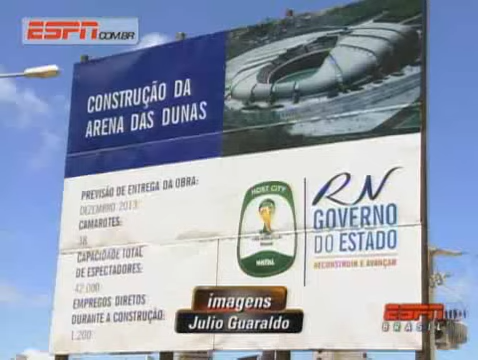 ESPN.COM.BR
CONSTRUÇÃO DA
ARENA DAS DUNAS
PREVISÃO DE ENTREGA DA OBRA:
DEZEMBRO 2013
CAMAROTES:
38
CAPACIDADE TOTAL
DE ESPECTADORES:
42.000
EMPREGOS DIRETOS
DURANTE A CONSTRUÇÃO:
1.200
HOST CITY
NATAL
RN
GOVERNO
DO ESTADO
RECONSTRUIR E AVANÇAR
imagens
Julio Guaraldo
ESPN
BRASIL